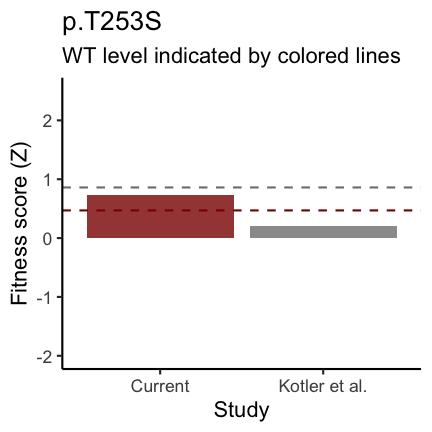 p.T253S
WT level indicated by colored lines
Fitness score (Z)
2
1
0
-1
-2
Current
Kotler et al.
Study